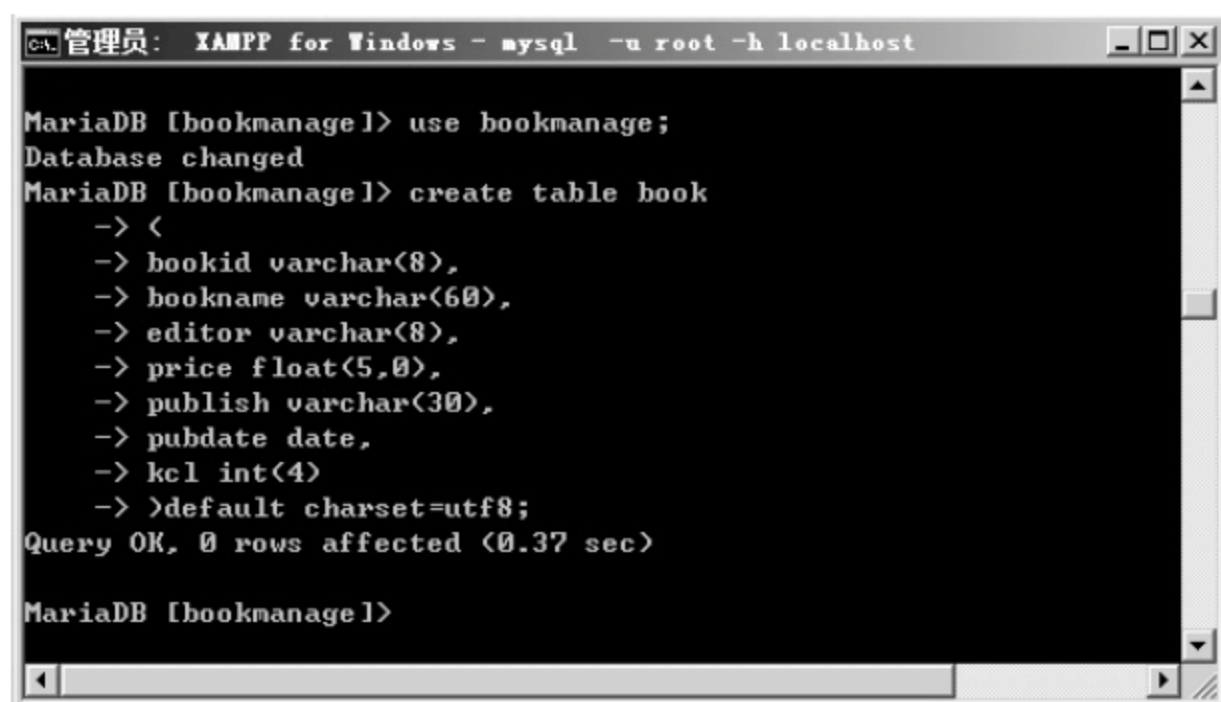 管理员: XAMPP for Windows - mysql -u root -h localhost
MariaDB [bookmanage]> use bookmanage;
Database changed
MariaDB [bookmanage]> create table book
    -> (
    -> bookid varchar(8),
    -> bookname varchar(60),
    -> editor varchar(8),
    -> price float(5,0),
    -> publish varchar(30),
    -> pubdate date,
    -> kcl int(4)
    -> )default charset=utf8;
Query OK, 0 rows affected (0.37 sec)
MariaDB [bookmanage]>